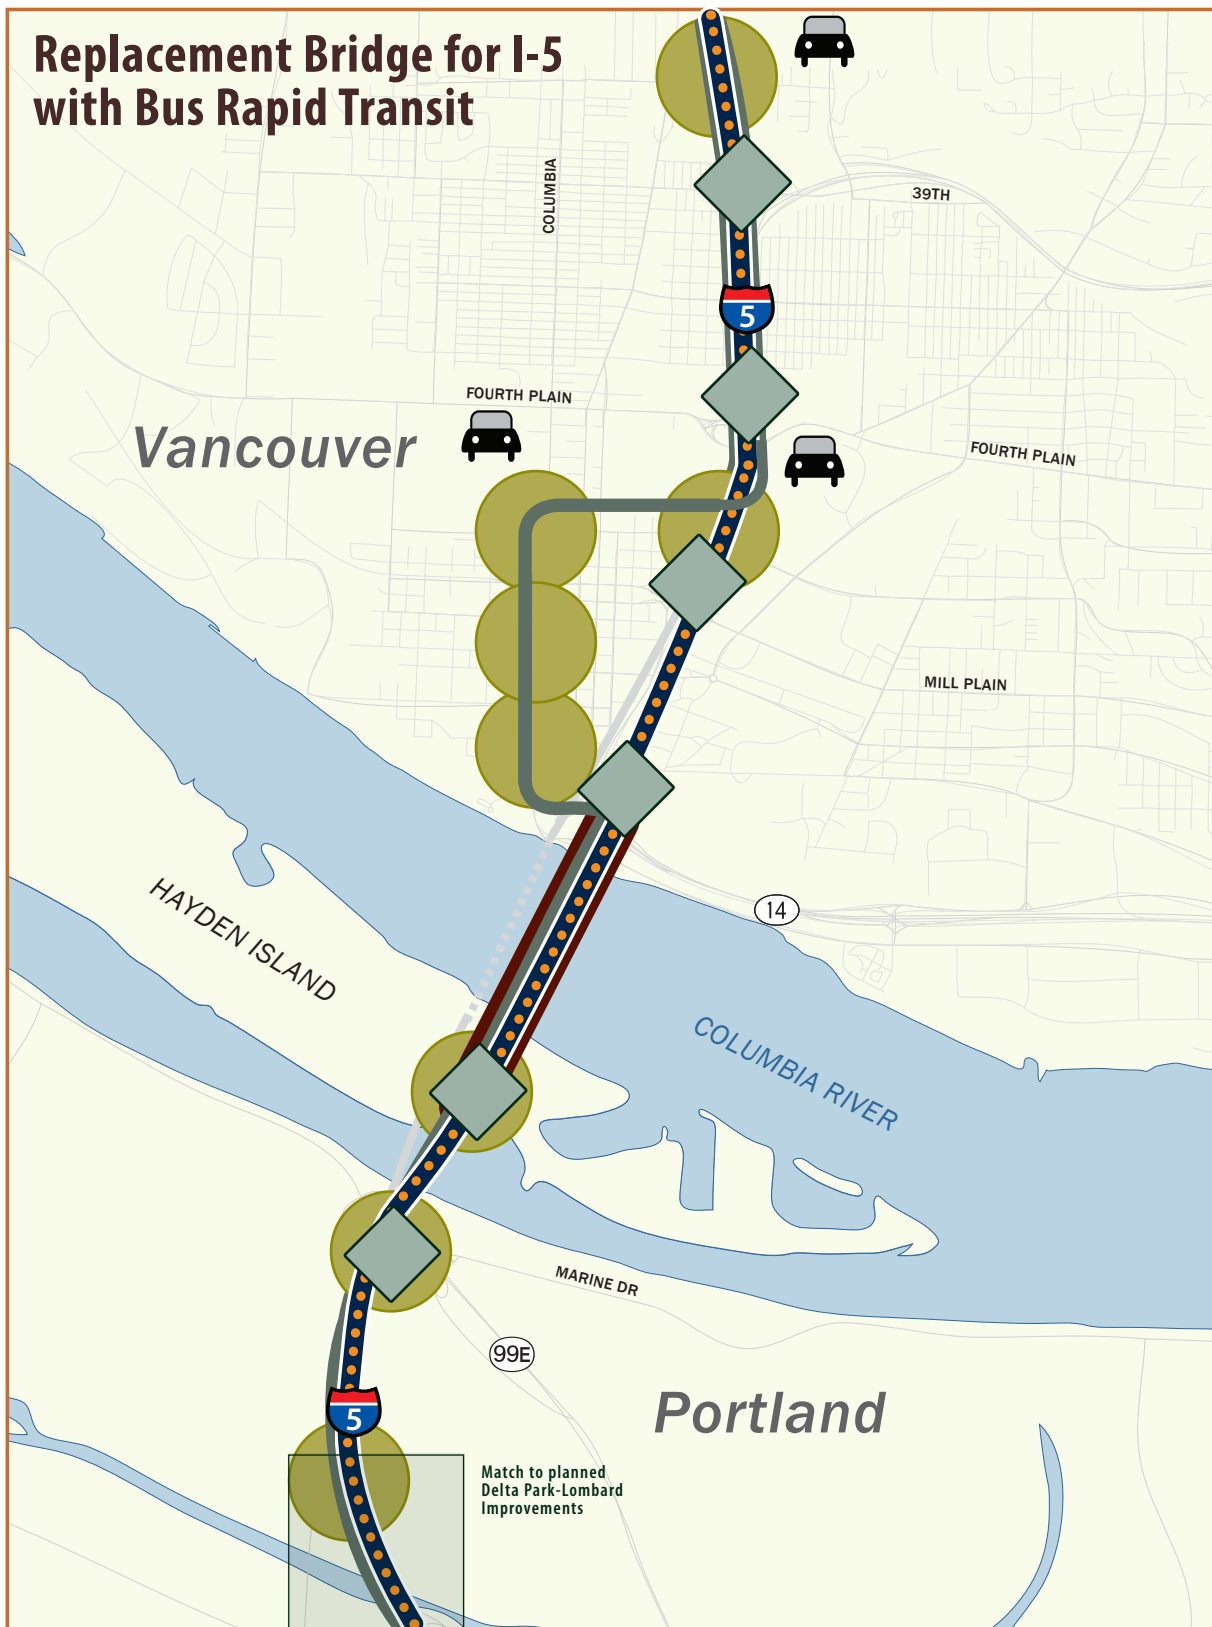 Replacement Bridge for I-5
with Bus Rapid Transit
COLUMBIA
39TH
5
FOURTH PLAIN
Vancouver
FOURTH PLAIN
MILL PLAIN
14
HAYDEN ISLAND
COLUMBIA RIVER
MARINE DR
99E
Portland
5
Match to planned
Delta Park-Lombard
Improvements